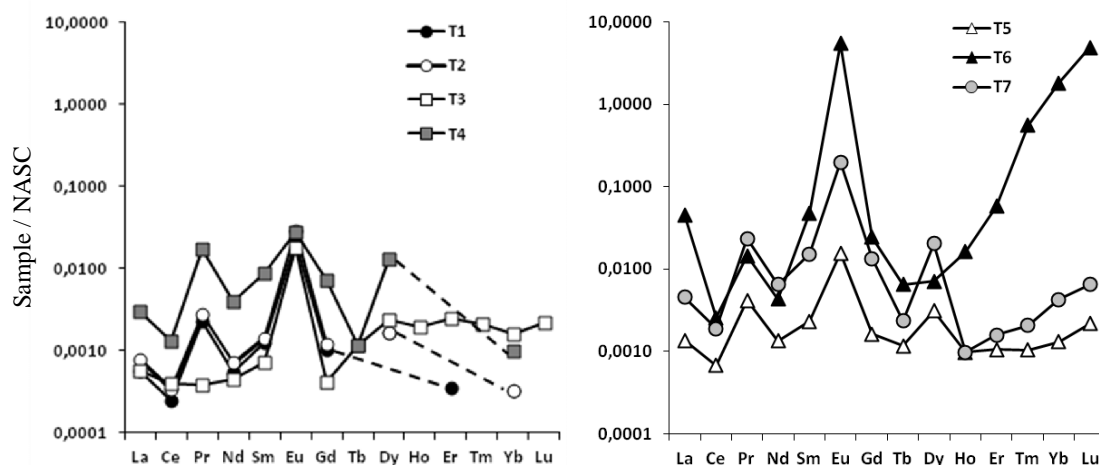 Sample / NASC
10,0000
1,0000
0,1000
0,0100
0,0010
0,0001
La Ce Pr Nd Sm Eu Gd Tb Dy Ho Er Tm Yb Lu
T1
T2
T3
T4
10,0000
1,0000
0,1000
0,0100
0,0010
0,0001
La Ce Pr Nd Sm Eu Gd Tb Dy Ho Er Tm Yb Lu
T5
T6
T7